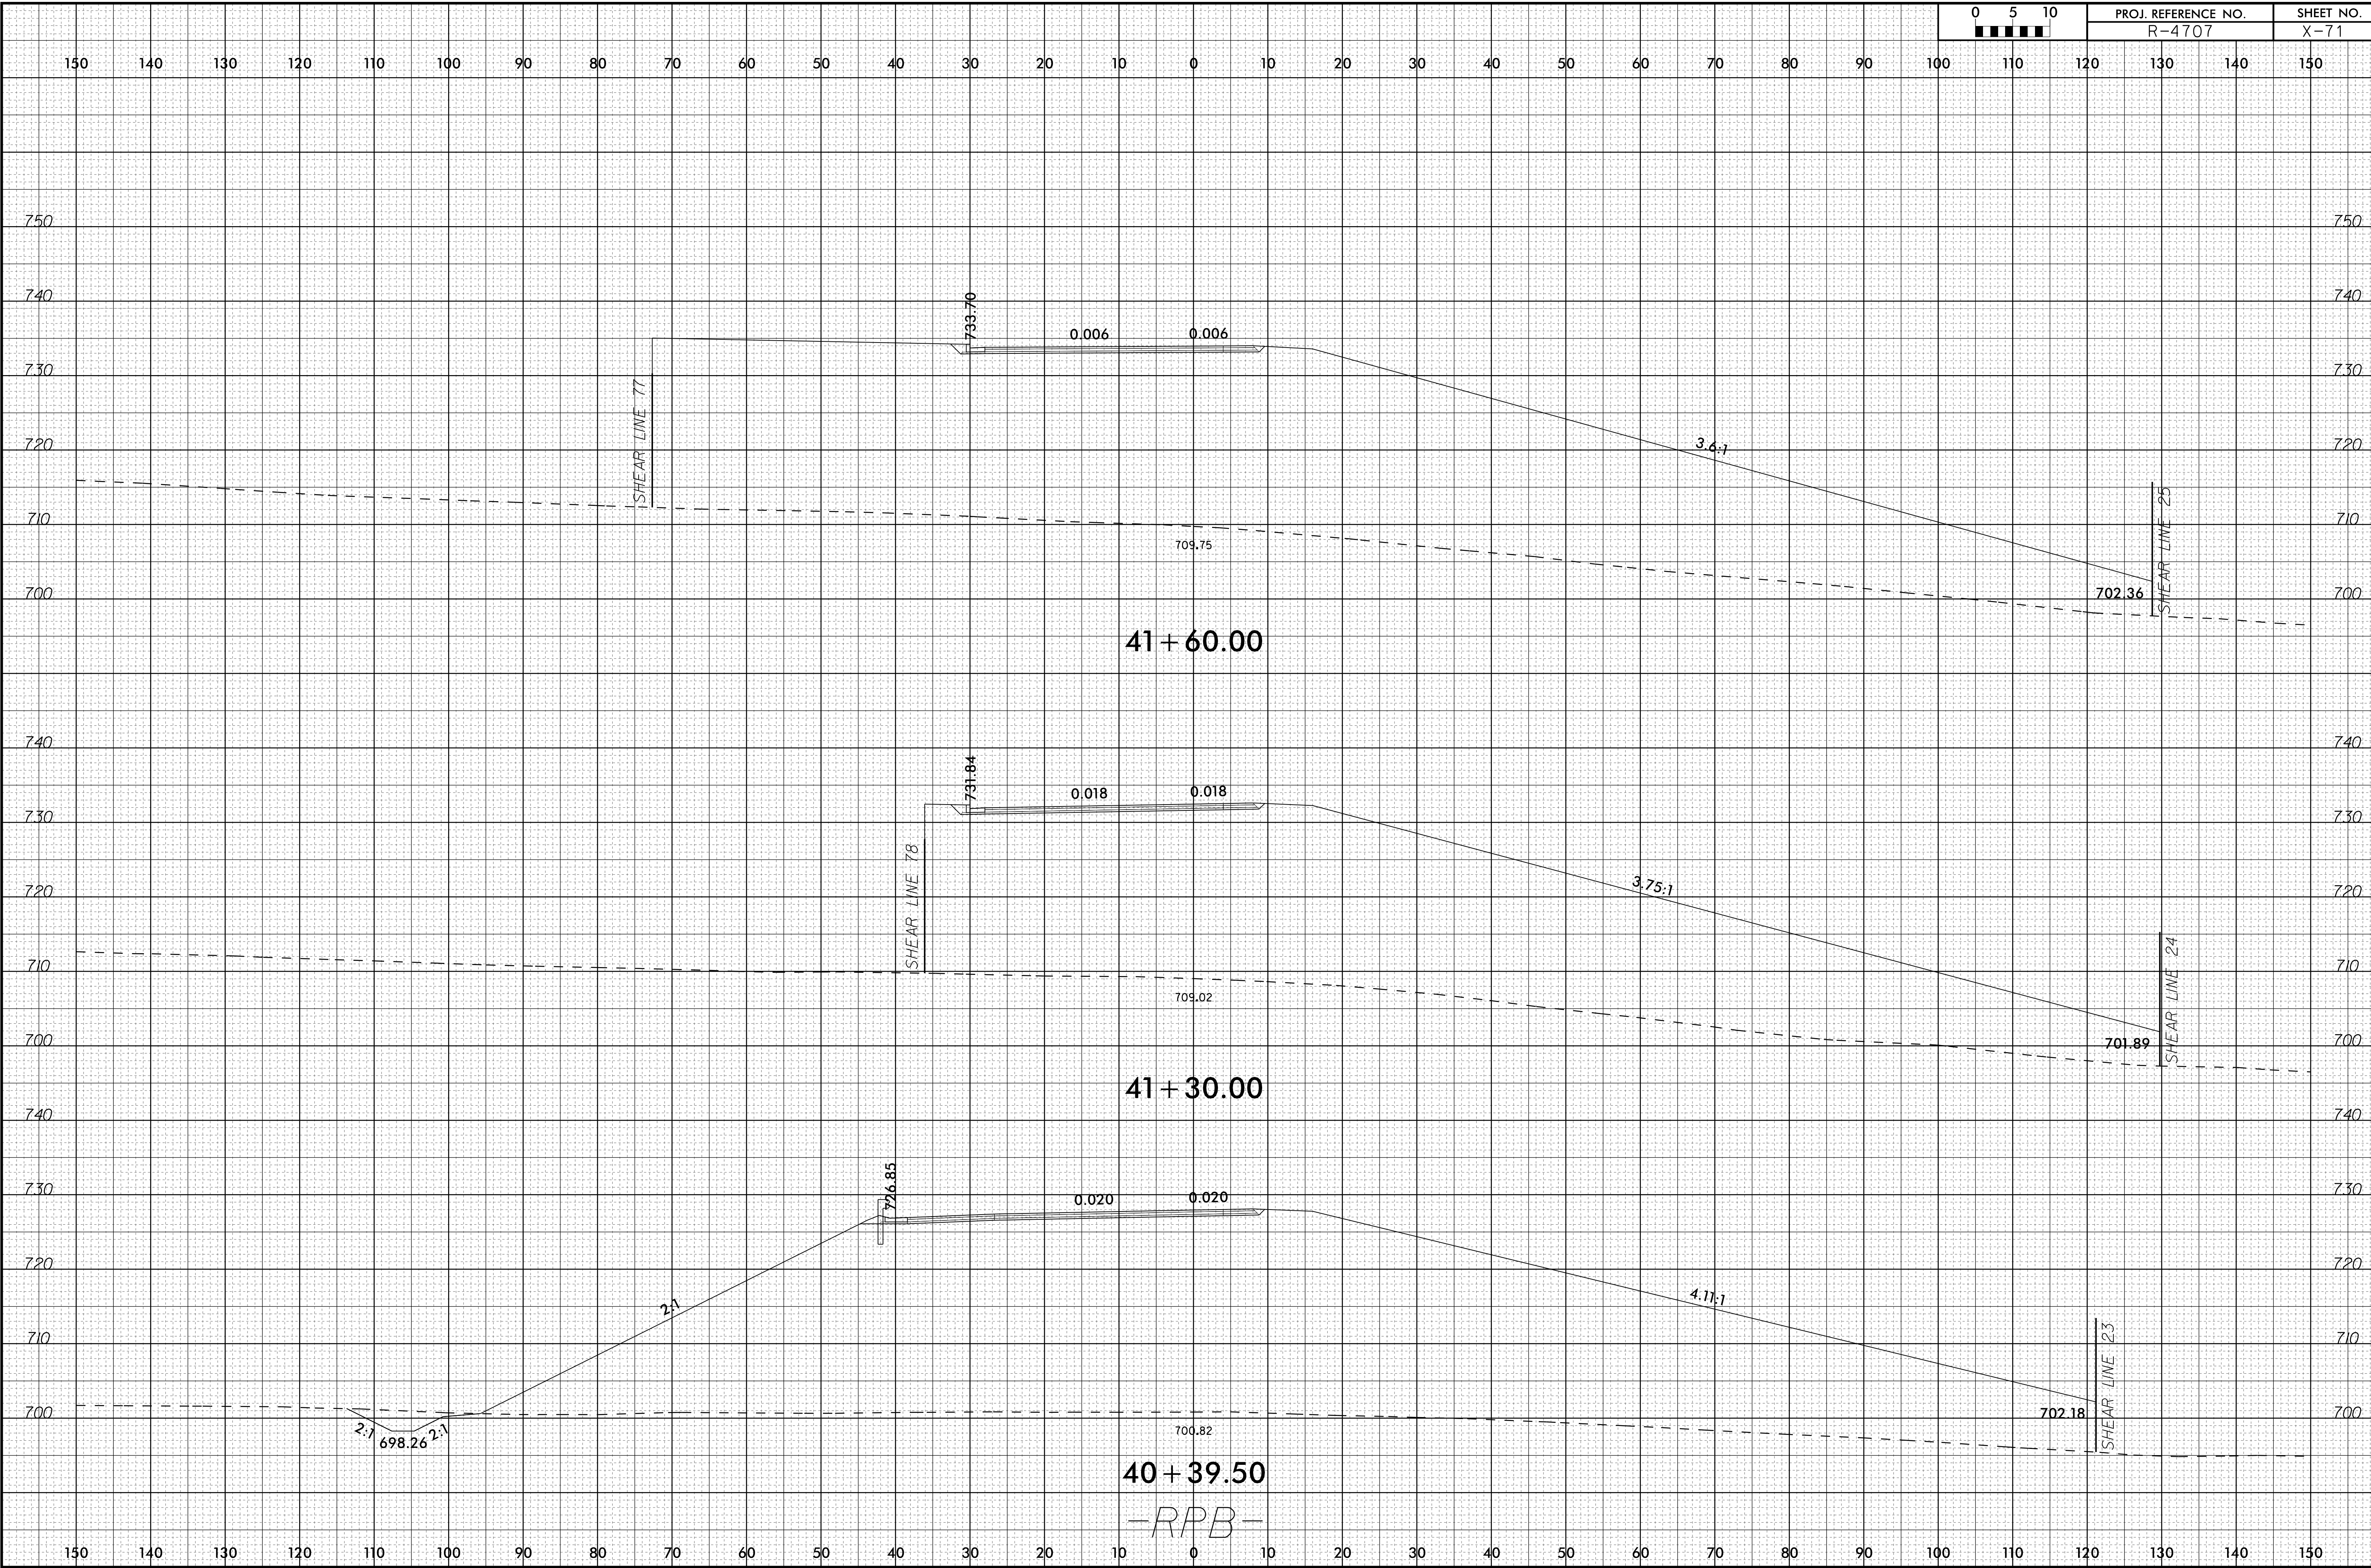 0 5 10
PROJ. REFERENCE NO. SHEET NO.
R-4707 X-71
150 140 130 120 110 100 90 80 70 60 50 40 30 20 10 0 10 20 30 40 50 60 70 80 90 100 110 120 130 140 150
750 750
740 740
733.70
0.006 0.006
730 730
SHEAR LINE 77
720 720
3.6:1
710 710
SHEAR LINE 25
709.75
700 702.36 700
41+60.00
740 740
731.84
0.018 0.018
730 730
SHEAR LINE 78
720 3.75:1 720
710 710
SHEAR LINE 24
709.02
700 701.89 700
41+30.00
740 740
726.85
730 0.020 0.020 730
720 720
2:1 4.11:1
710 710
SHEAR LINE 23
700 702.18 700
2:1 698.26 2:1 700.82
40+39.50
-RPB-
150 140 130 120 110 100 90 80 70 60 50 40 30 20 10 0 10 20 30 40 50 60 70 80 90 100 110 120 130 140 150